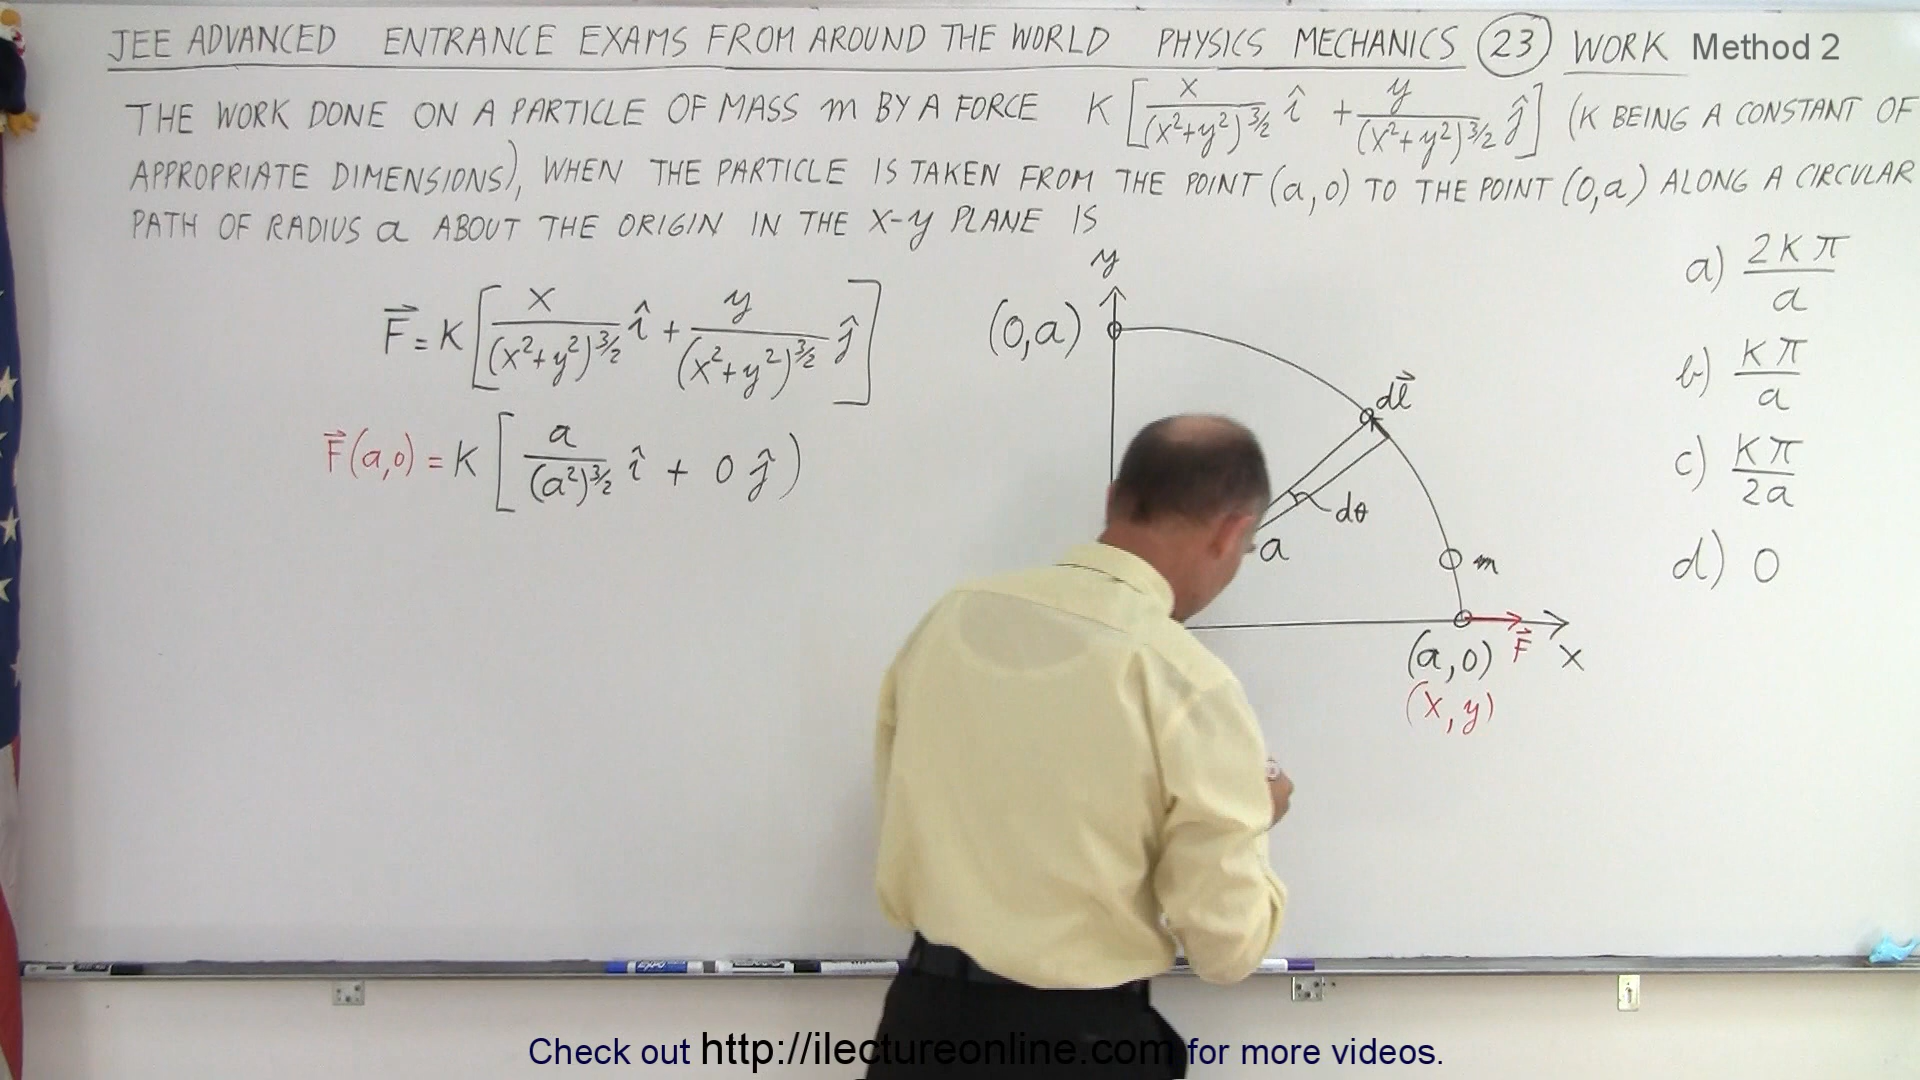 JEE ADVANCED ENTRANCE EXAMS FROM AROUND THE WORLD PHYSICS MECHANICS (23) WORK Method 2
THE WORK DONE ON A PARTICLE OF MASS m BY A FORCE K [ x/(x²+y²)^3/2 î + y/(x²+y²)^3/2 ĵ ] (K BEING A CONSTANT OF
APPROPRIATE DIMENSIONS), WHEN THE PARTICLE IS TAKEN FROM THE POINT (a,0) TO THE POINT (0,a) ALONG A CIRCULAR
PATH OF RADIUS a ABOUT THE ORIGIN IN THE X-y PLANE IS
F⃗ = K [ x/(x²+y²)^3/2 î + y/(x²+y²)^3/2 ĵ ]
F⃗(a,0) = K [ a/(a²)^3/2 î + 0 ĵ )
y
(0,a)
dl⃗
dθ
a
m
F⃗
x
(a,0)
(x,y)
a) 2Kπ/a
b) Kπ/a
c) Kπ/2a
d) 0
EXPO
Check out http://ilectureonline.com for more videos.